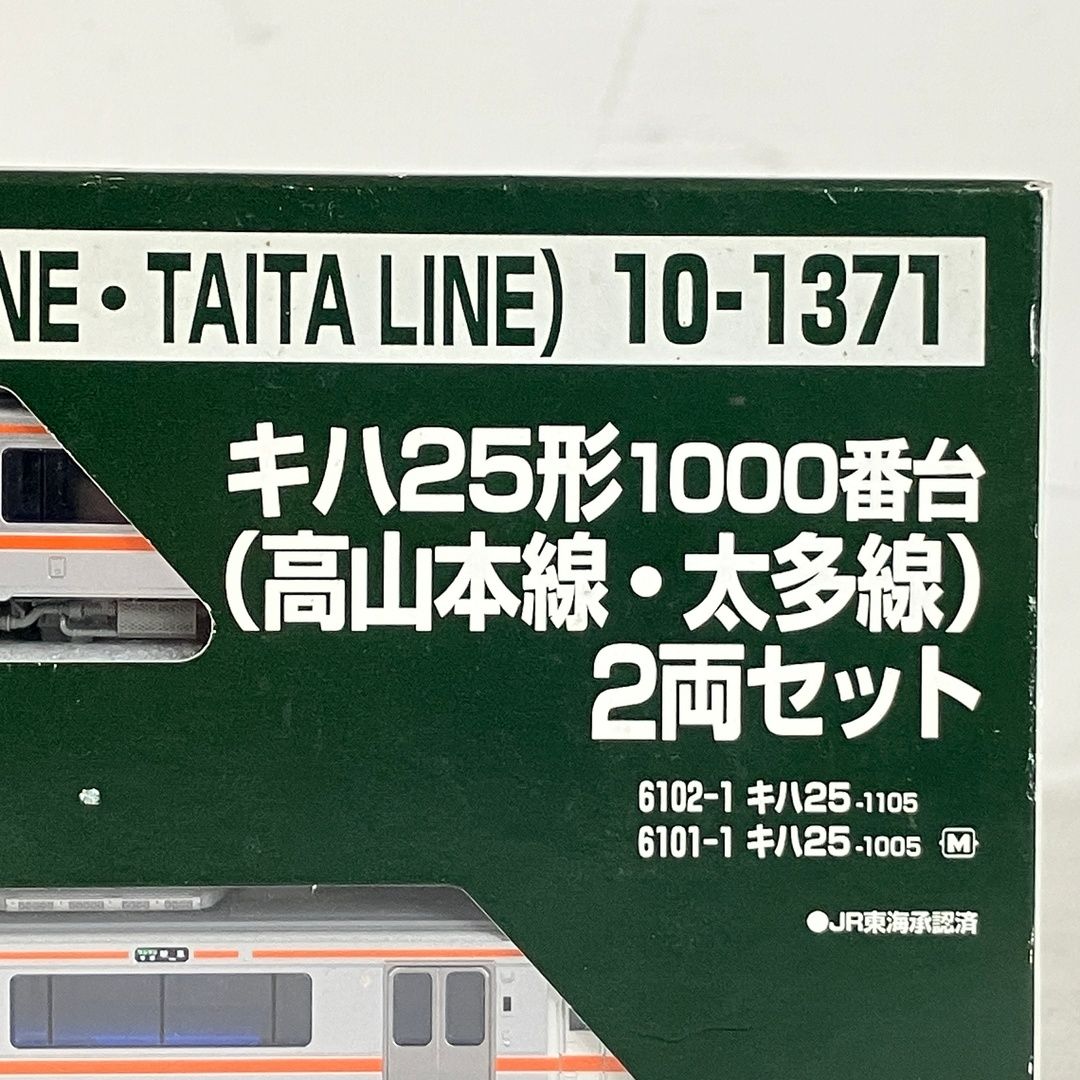 NE・TAITA LINE) 10-1371
キハ25形1000番台
(高山本線・太多線)
2両セット
6102-1 キハ25-1105
6101-1 キハ25-1005 M
●JR東海承認済